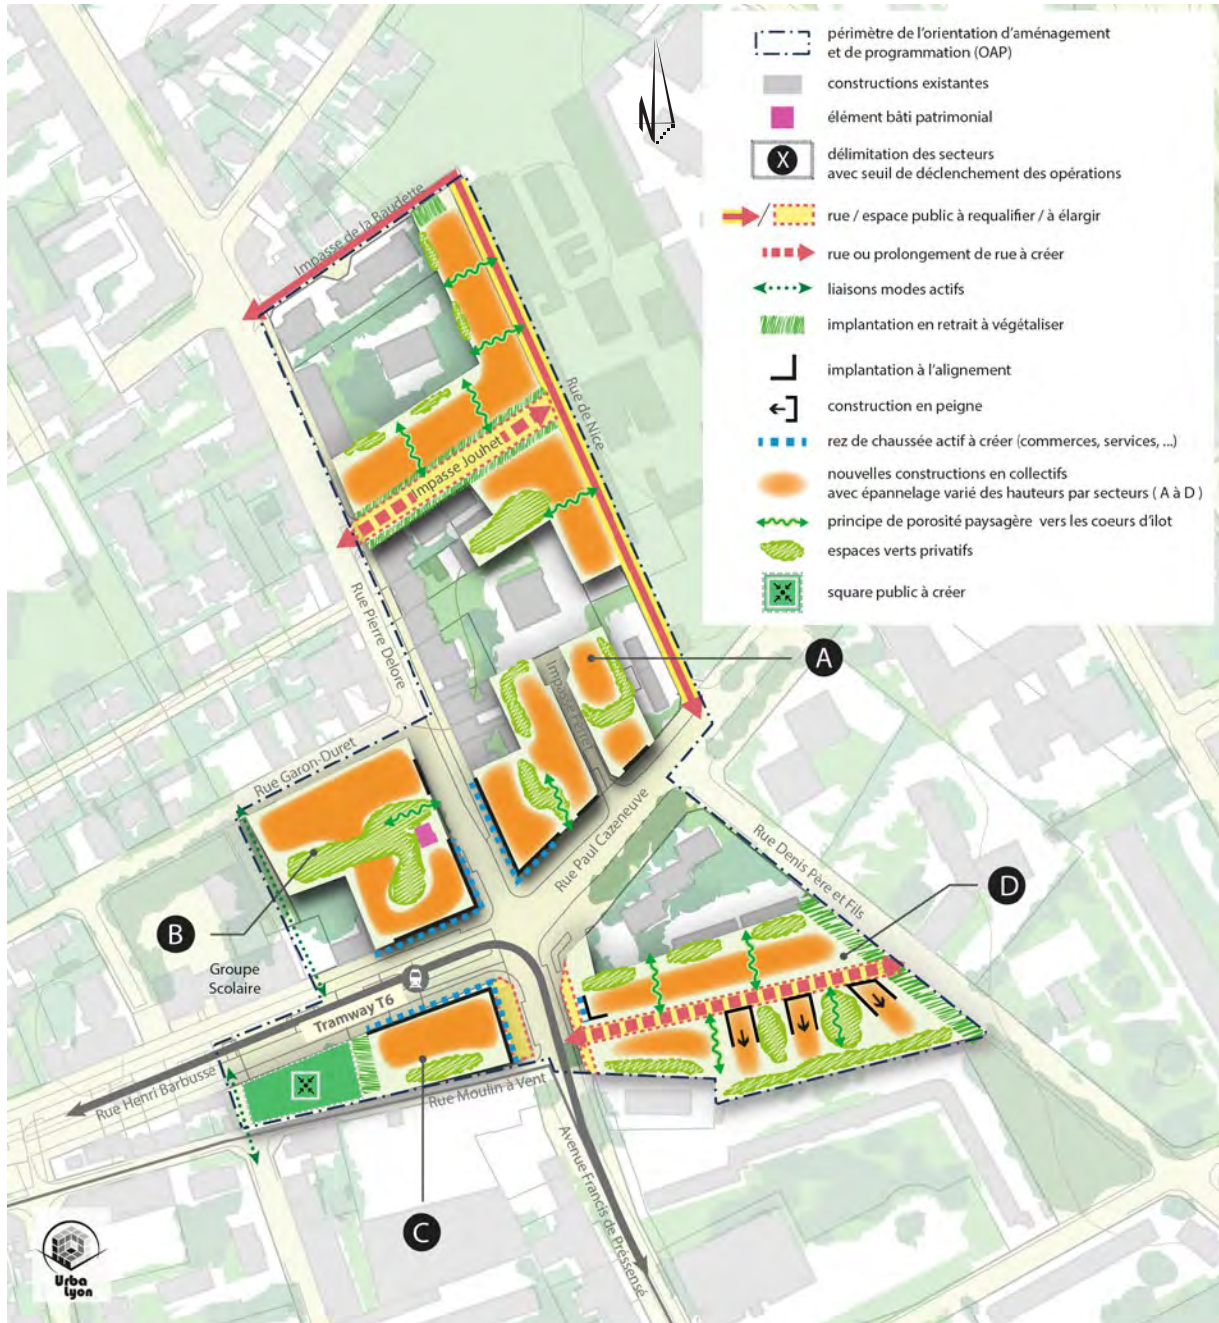 périmètre de l'orientation d'aménagement
et de programmation (OAP)
constructions existantes
élément bâti patrimonial
X
délimitation des secteurs
avec seuil de déclenchement des opérations
rue / espace public à requalifier / à élargir
rue ou prolongement de rue à créer
liaisons modes actifs
implantation en retrait à végétaliser
implantation à l'alignement
construction en peigne
rez de chaussée actif à créer (commerces, services, ...)
nouvelles constructions en collectifs
avec épannelage varié des hauteurs par secteurs ( A à D )
principe de porosité paysagère vers les coeurs d'îlot
espaces verts privatifs
square public à créer
N
Impasse de la Baudette
Rue de Nice
Impasse Jouhet
Rue Pierre Delore
A
Rue Garon-Duret
Rue Paul Cazeneuve
Rue Denis Père et Fils
D
B
Groupe
Scolaire
Tramway T6
Rue Henri Barbusse
Rue Moulin à Vent
Avenue Francis de Préssensé
C
Urba
Lyon